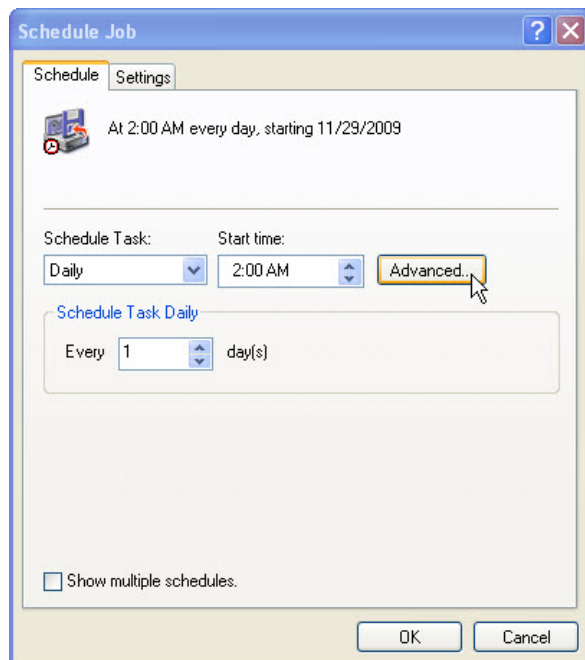 Schedule Job
Schedule Settings
At 2:00 AM every day, starting 11/29/2009
Schedule Task: Start time:
Daily 2:00 AM Advanced...
Schedule Task Daily
Every 1 day(s)
Show multiple schedules.
OK Cancel